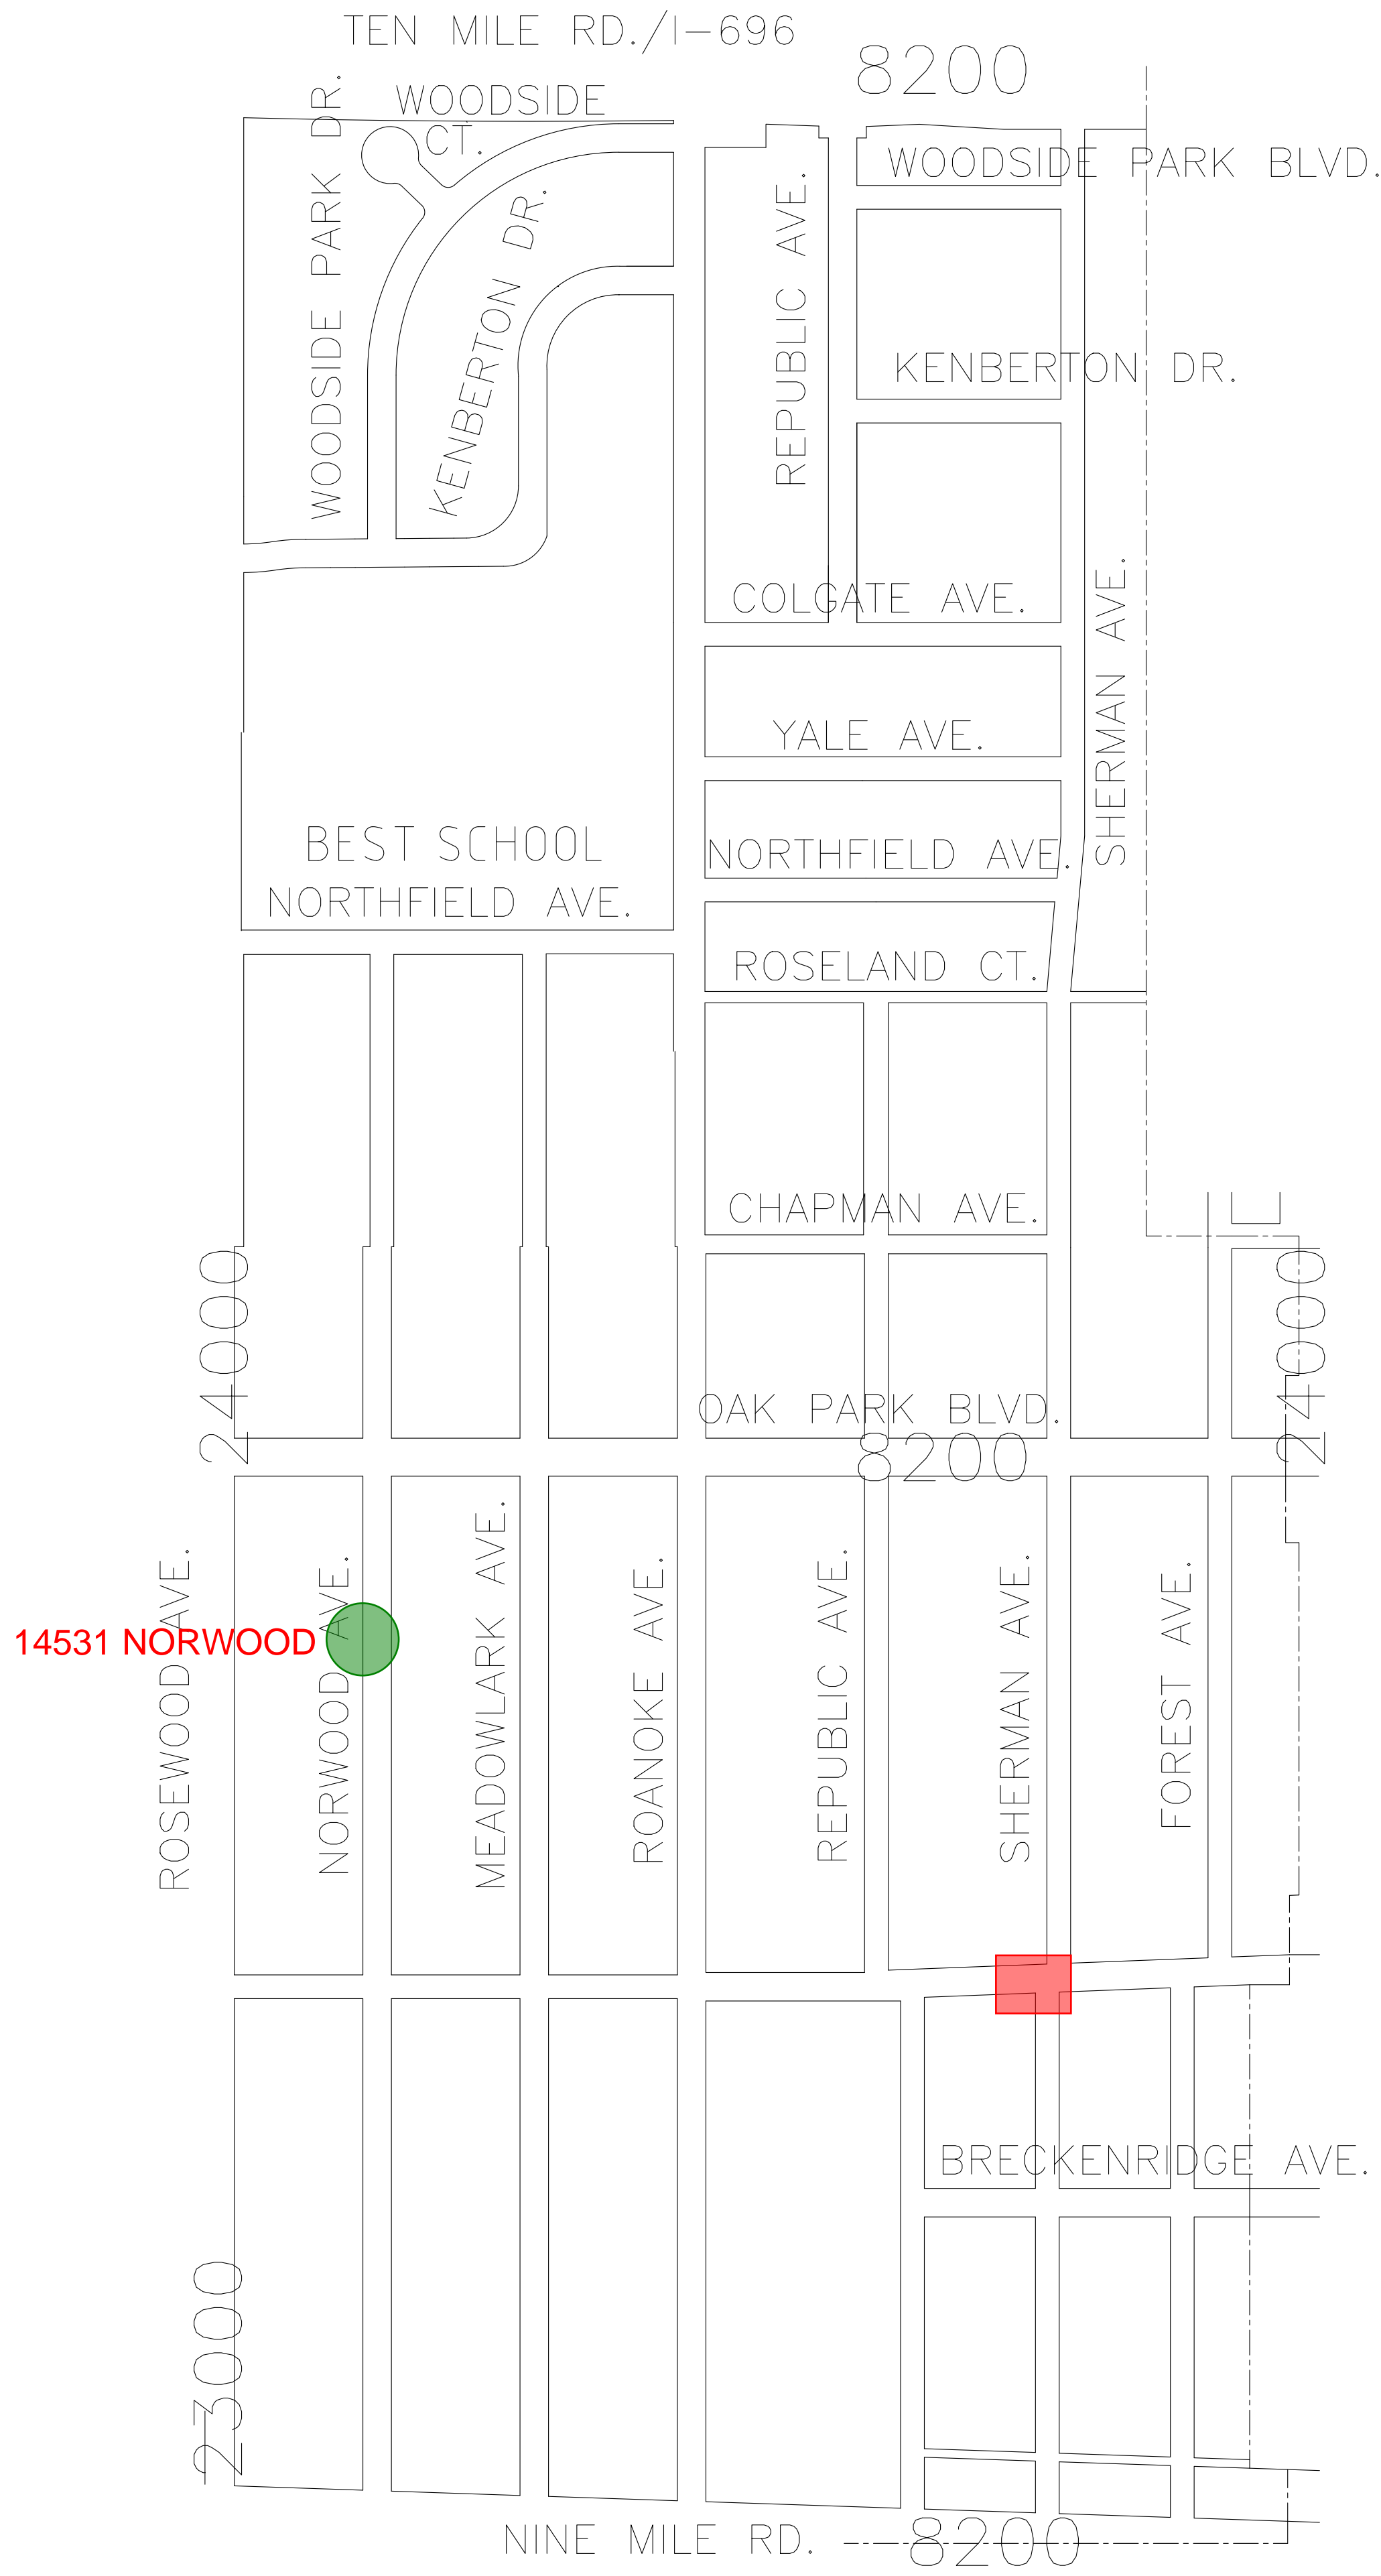 TEN MILE RD./I-696
8200
WOODSIDE
CT.
WOODSIDE PARK DR.
WOODSIDE PARK BLVD.
KENBERTON DR.
REPUBLIC AVE.
KENBERTON DR.
COLGATE AVE.
SHERMAN AVE.
YALE AVE.
BEST SCHOOL
NORTHFIELD AVE.
NORTHFIELD AVE.
ROSELAND CT.
CHAPMAN AVE.
24000
24000
OAK PARK BLVD.
8200
ROSEWOOD AVE.
14531 NORWOOD
NORWOOD AVE.
MEADOWLARK AVE.
ROANOKE AVE.
REPUBLIC AVE.
SHERMAN AVE.
FOREST AVE.
BRECKENRIDGE AVE.
23000
NINE MILE RD.
8200